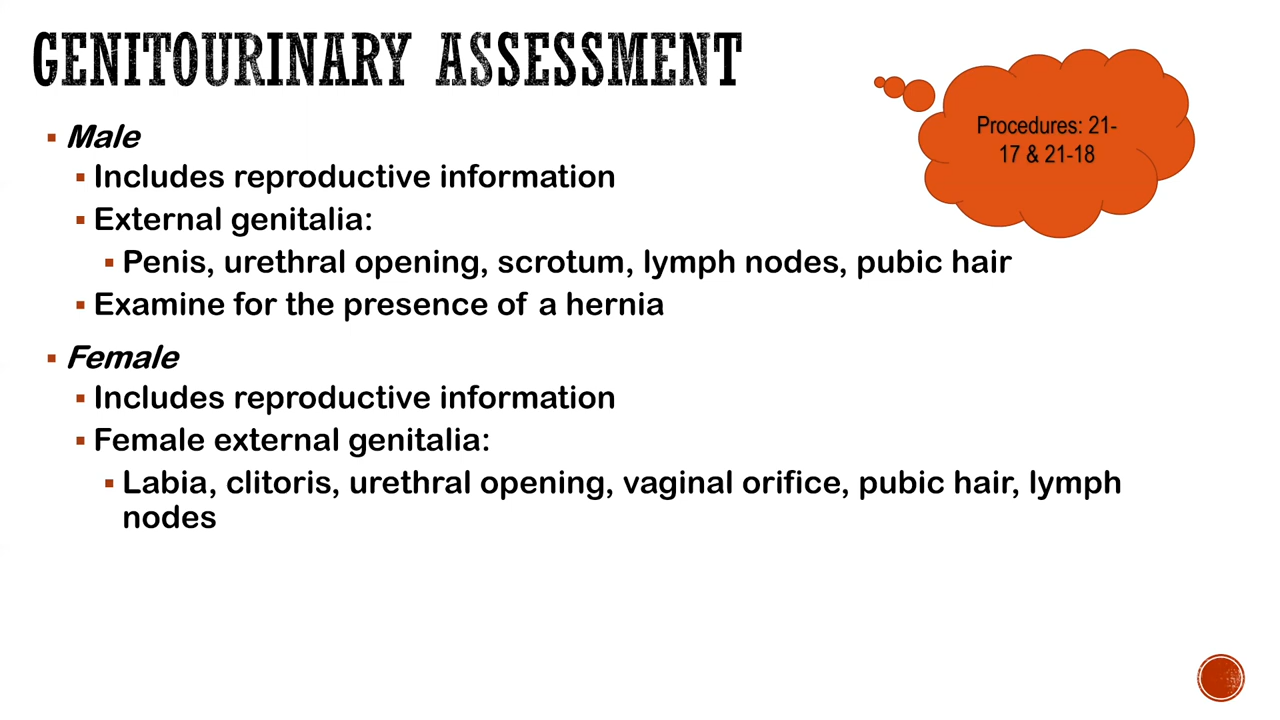 GENITOURINARY ASSESSMENT
Procedures: 21-
17 & 21-18
▪ Male
▪ Includes reproductive information
▪ External genitalia:
▪ Penis, urethral opening, scrotum, lymph nodes, pubic hair
▪ Examine for the presence of a hernia
▪ Female
▪ Includes reproductive information
▪ Female external genitalia:
▪ Labia, clitoris, urethral opening, vaginal orifice, pubic hair, lymph
nodes